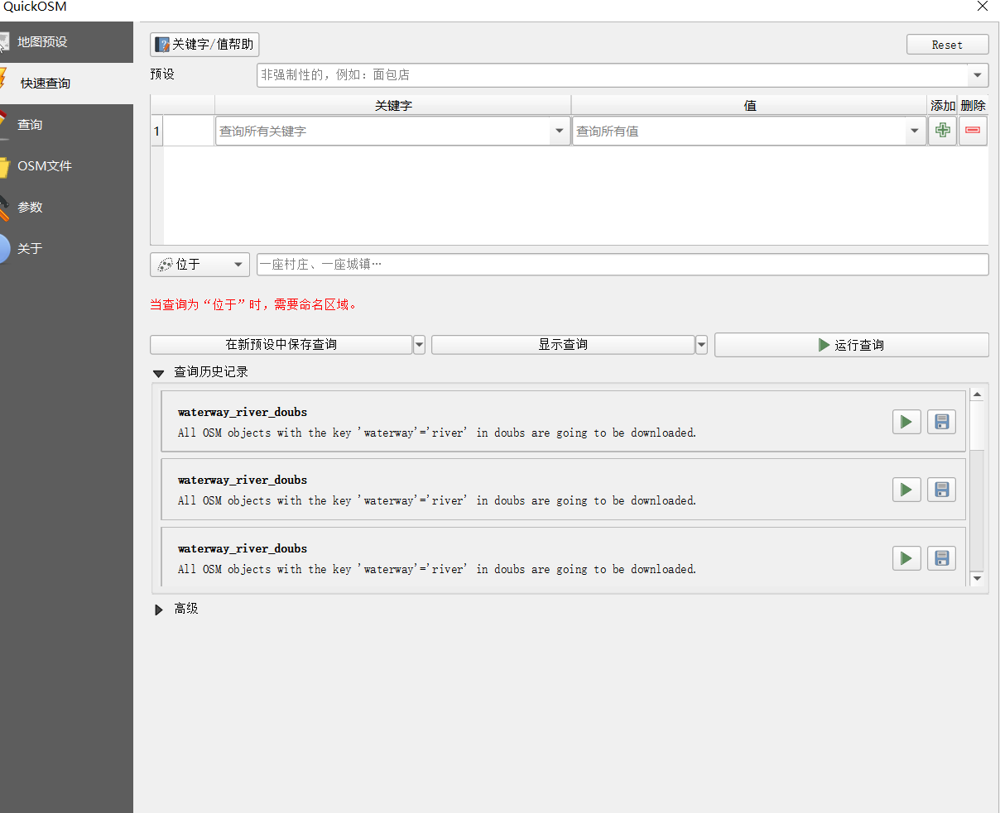 QuickOSM
地图预设
快速查询
查询
OSM文件
参数
关于
关键字/值帮助
Reset
预设
非强制性的，例如：面包店
关键字 值 添加 删除
1 查询所有关键字 查询所有值
位于
一座村庄、一座城镇…
当查询为“位于”时，需要命名区域。
在新预设中保存查询
显示查询
运行查询
查询历史记录
waterway_river_doubs
All OSM objects with the key 'waterway'='river' in doubs are going to be downloaded.
waterway_river_doubs
All OSM objects with the key 'waterway'='river' in doubs are going to be downloaded.
waterway_river_doubs
All OSM objects with the key 'waterway'='river' in doubs are going to be downloaded.
高级